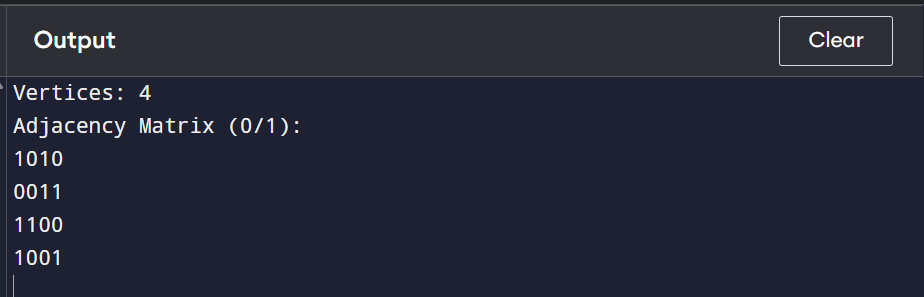 Output
Clear
Vertices: 4
Adjacency Matrix (0/1):
1010
0011
1100
1001